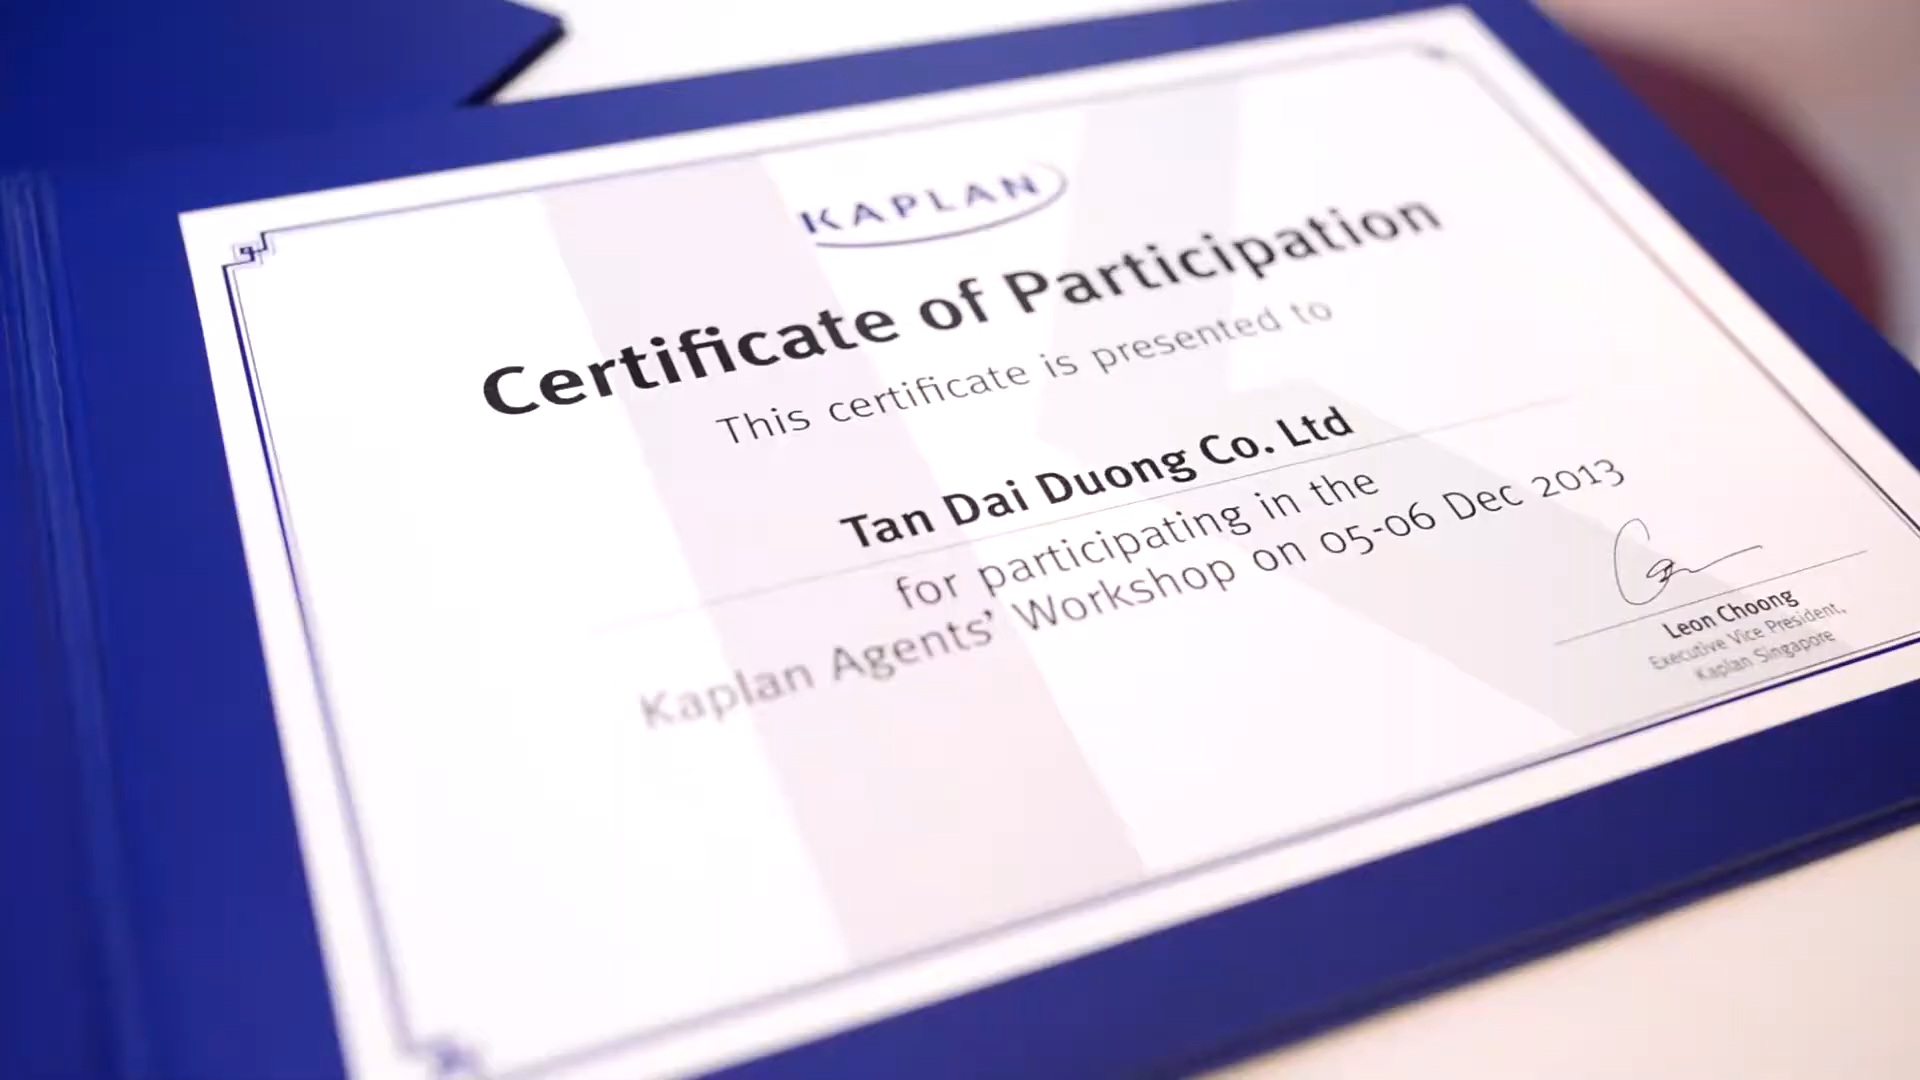 KAPLAN
Certificate of Participation
This certificate is presented to
Tan Dai Duong Co. Ltd
for participating in the
Kaplan Agents’ Workshop on 05-06 Dec 2013
Leon Choong
Executive Vice President,
Kaplan Singapore